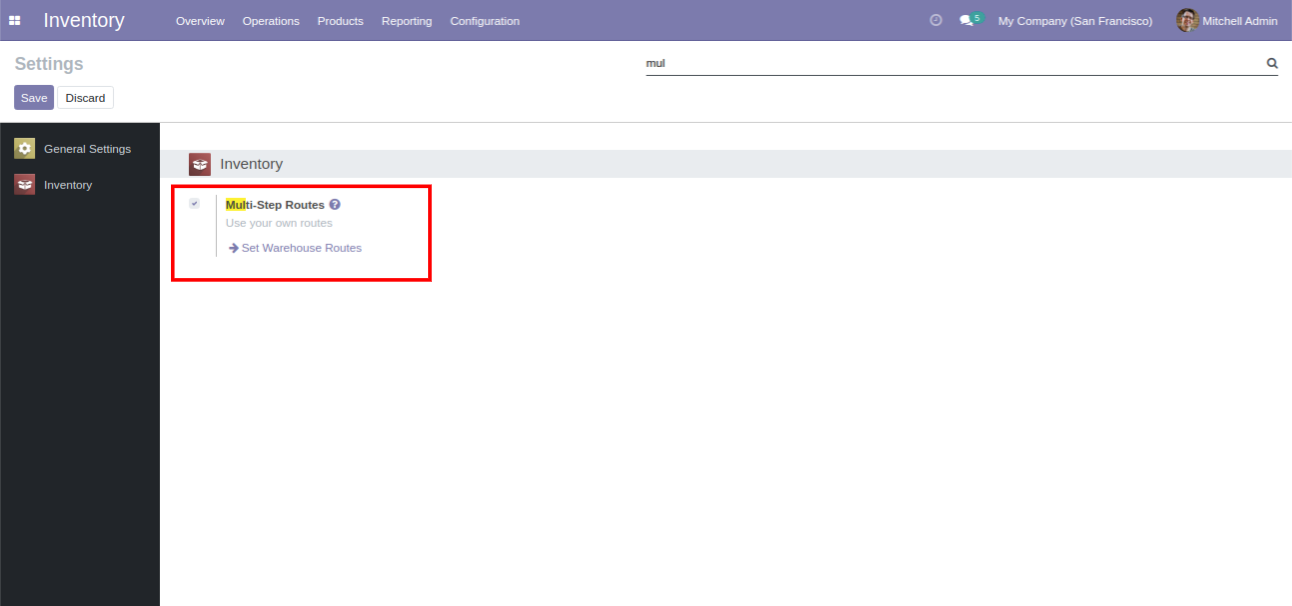 Inventory Overview Operations Products Reporting Configuration 5 My Company (San Francisco) Mitchell Admin
Settings mul
Save Discard
General Settings
Inventory
Inventory
Multi-Step Routes ?
Use your own routes
Set Warehouse Routes